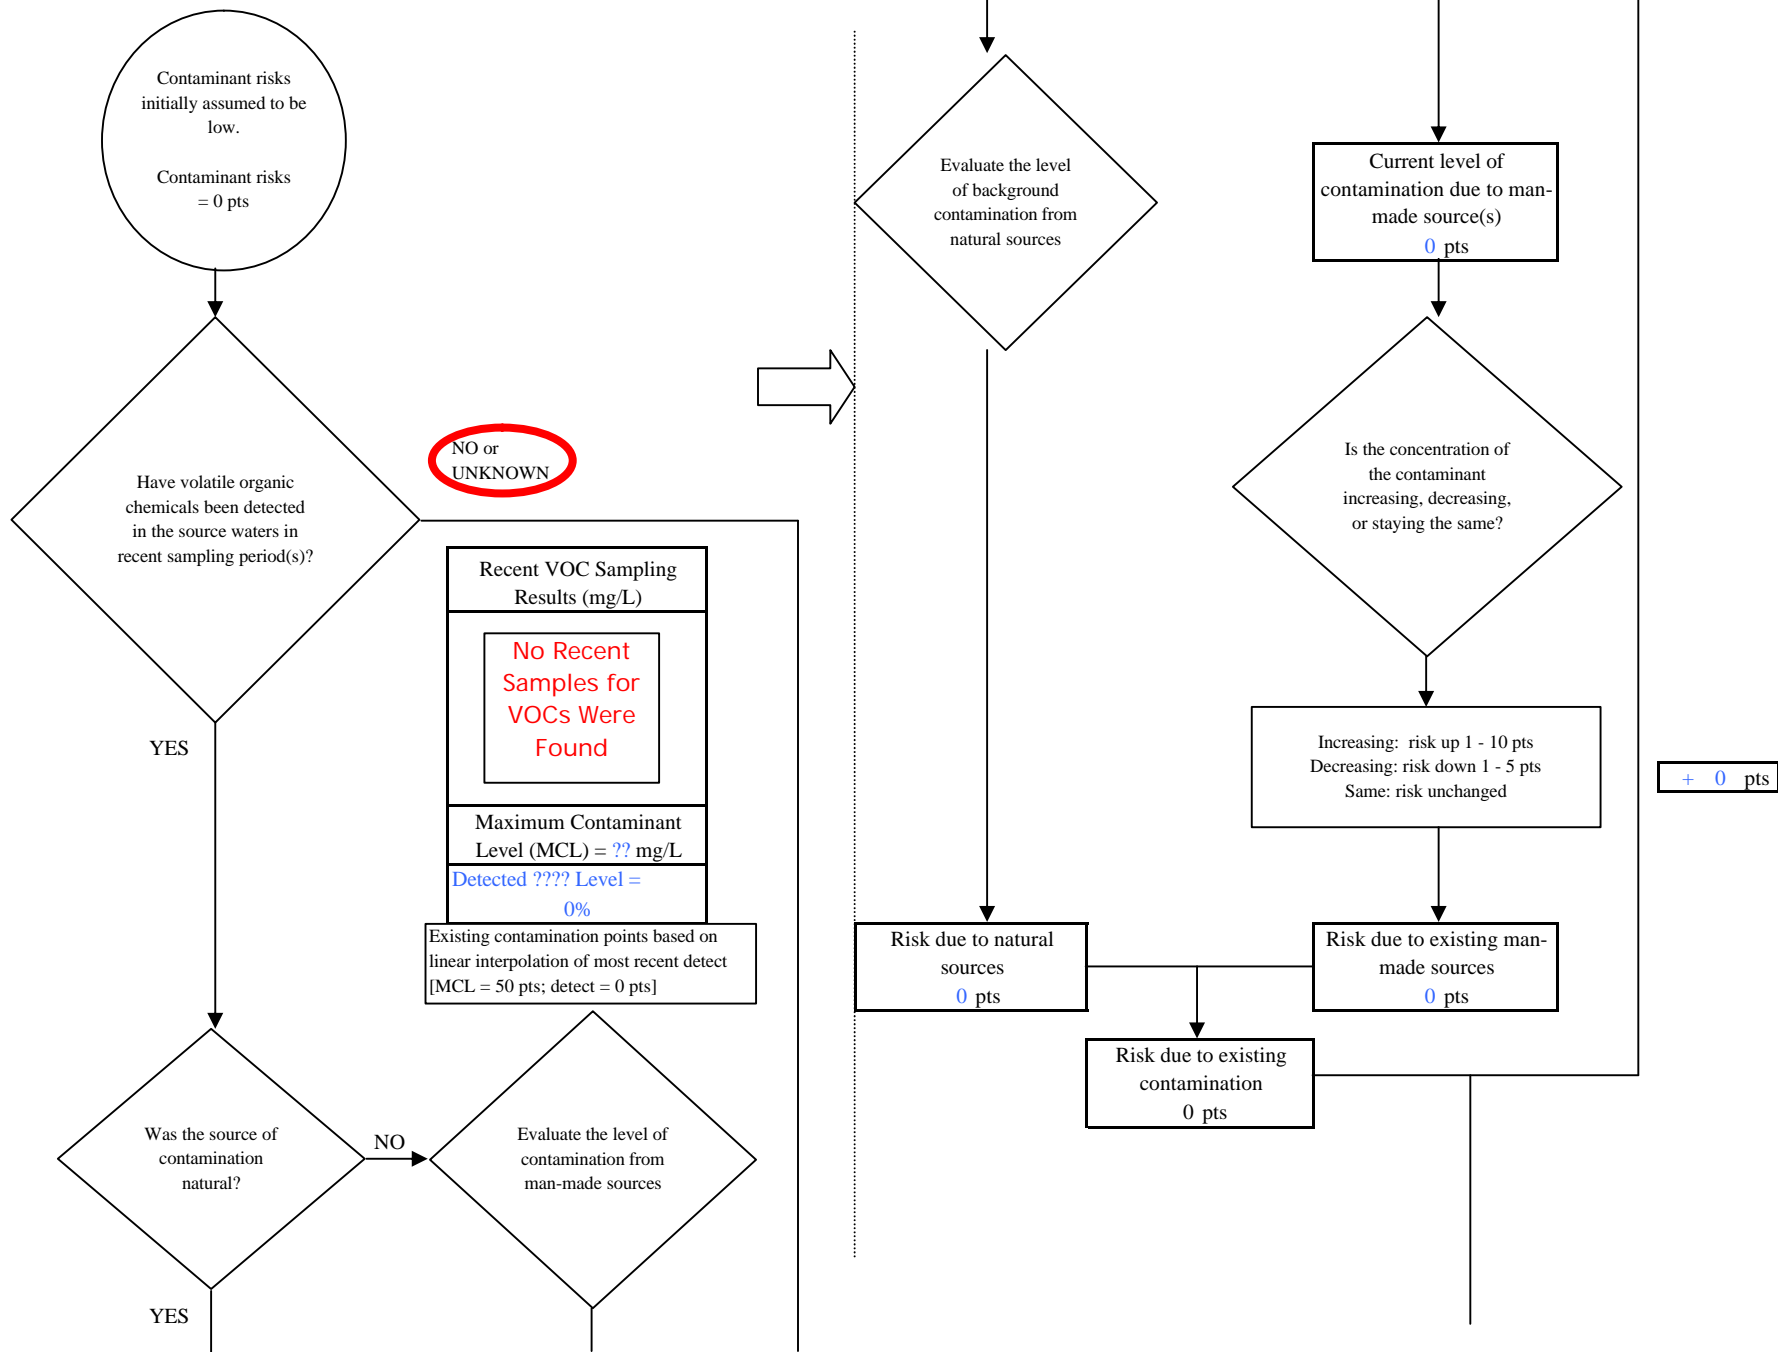 Contaminant risks
initially assumed to be
low.
Contaminant risks
= 0 pts
Have volatile organic
chemicals been detected
in the source waters in
recent sampling period(s)?
NO or
UNKNOWN
YES
Recent VOC Sampling
Results (mg/L)
No Recent
Samples for
VOCs Were
Found
Maximum Contaminant
Level (MCL) = ?? mg/L
Detected ???? Level =
0%
Existing contamination points based on
linear interpolation of most recent detect
[MCL = 50 pts; detect = 0 pts]
Was the source of
contamination
natural?
NO
Evaluate the level of
contamination from
man-made sources
YES
Evaluate the level
of background
contamination from
natural sources
Current level of
contamination due to man-
made source(s)
0 pts
Is the concentration of
the contaminant
increasing, decreasing,
or staying the same?
Increasing: risk up 1 - 10 pts
Decreasing: risk down 1 - 5 pts
Same: risk unchanged
+ 0 pts
Risk due to natural
sources
0 pts
Risk due to existing man-
made sources
0 pts
Risk due to existing
contamination
0 pts